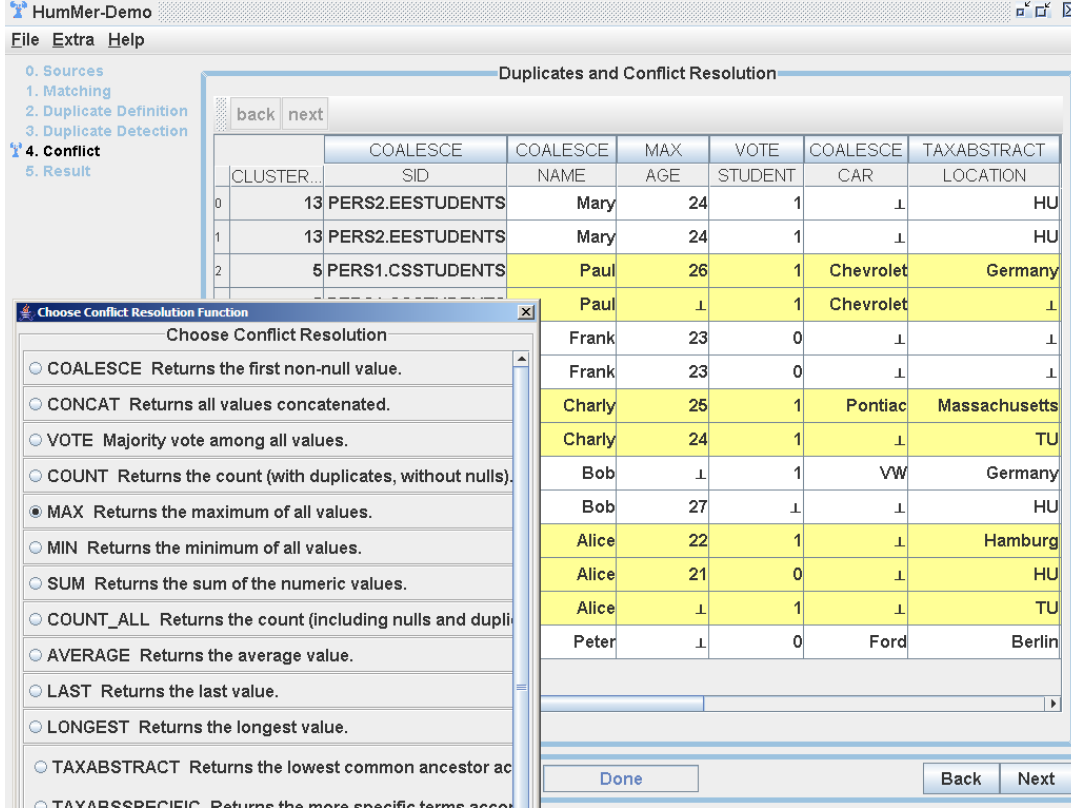 HumMer-Demo
File Extra Help
0. Sources
1. Matching
2. Duplicate Definition
3. Duplicate Detection
4. Conflict
5. Result
Duplicates and Conflict Resolution
back next
COALESCE COALESCE MAX VOTE COALESCE TAXABSTRACT
CLUSTER... SID NAME AGE STUDENT CAR LOCATION
0 13 PERS2.EESTUDENTS Mary 24 1 ⊥ HU
1 13 PERS2.EESTUDENTS Mary 24 1 ⊥ HU
2 5 PERS1.CSSTUDENTS Paul 26 1 Chevrolet Germany
Paul ⊥ 1 Chevrolet ⊥
Frank 23 0 ⊥ ⊥
Frank 23 0 ⊥ ⊥
Charly 25 1 Pontiac Massachusetts
Charly 24 1 ⊥ TU
Bob ⊥ 1 VW Germany
Bob 27 ⊥ ⊥ HU
Alice 22 1 ⊥ Hamburg
Alice 21 0 ⊥ HU
Alice ⊥ 1 ⊥ TU
Peter ⊥ 0 Ford Berlin
Choose Conflict Resolution Function
Choose Conflict Resolution
COALESCE Returns the first non-null value.
CONCAT Returns all values concatenated.
VOTE Majority vote among all values.
COUNT Returns the count (with duplicates, without nulls).
MAX Returns the maximum of all values.
MIN Returns the minimum of all values.
SUM Returns the sum of the numeric values.
COUNT_ALL Returns the count (including nulls and dupli
AVERAGE Returns the average value.
LAST Returns the last value.
LONGEST Returns the longest value.
TAXABSTRACT Returns the lowest common ancestor ac
TAXABSSPECIFIC Returns the more specific terms accor
Done
Back Next